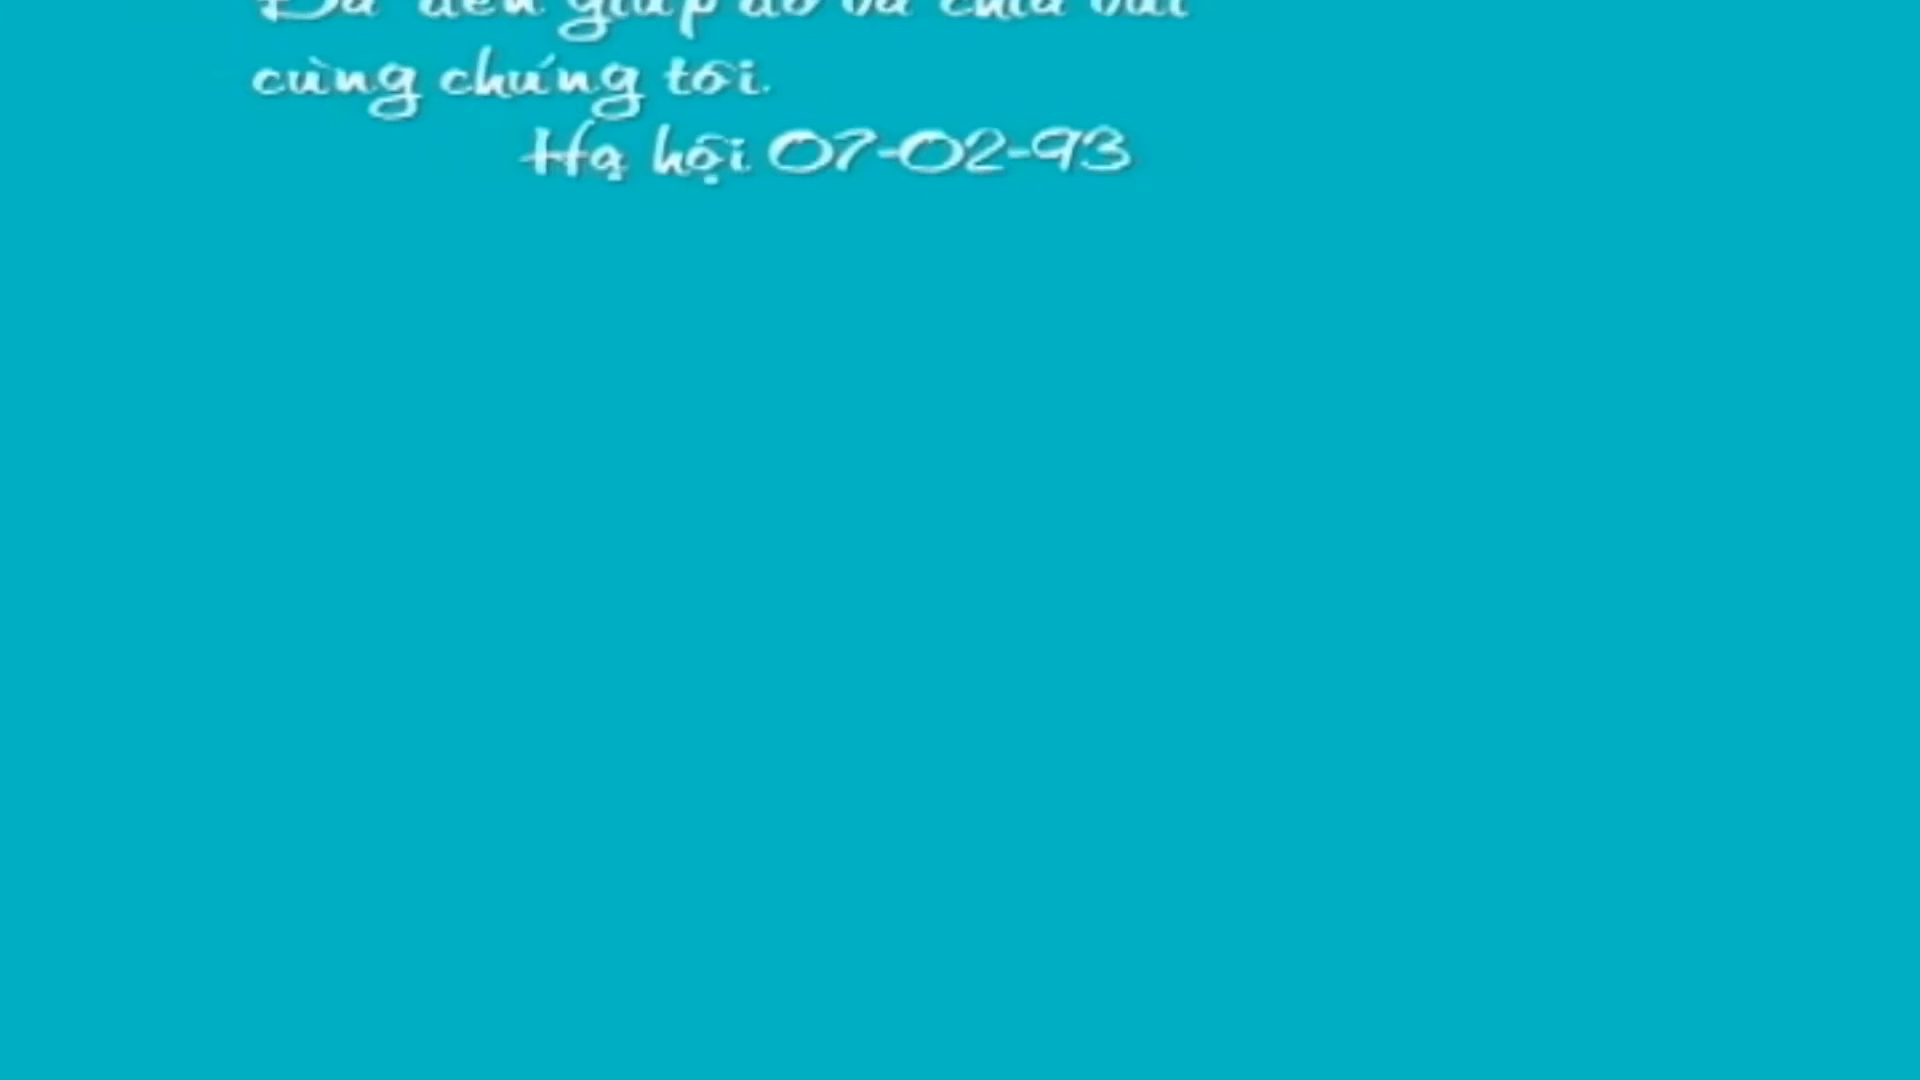 Đã đến giúp đỡ và chia vui
cùng chúng tôi.
Hạ hội 07-02-93